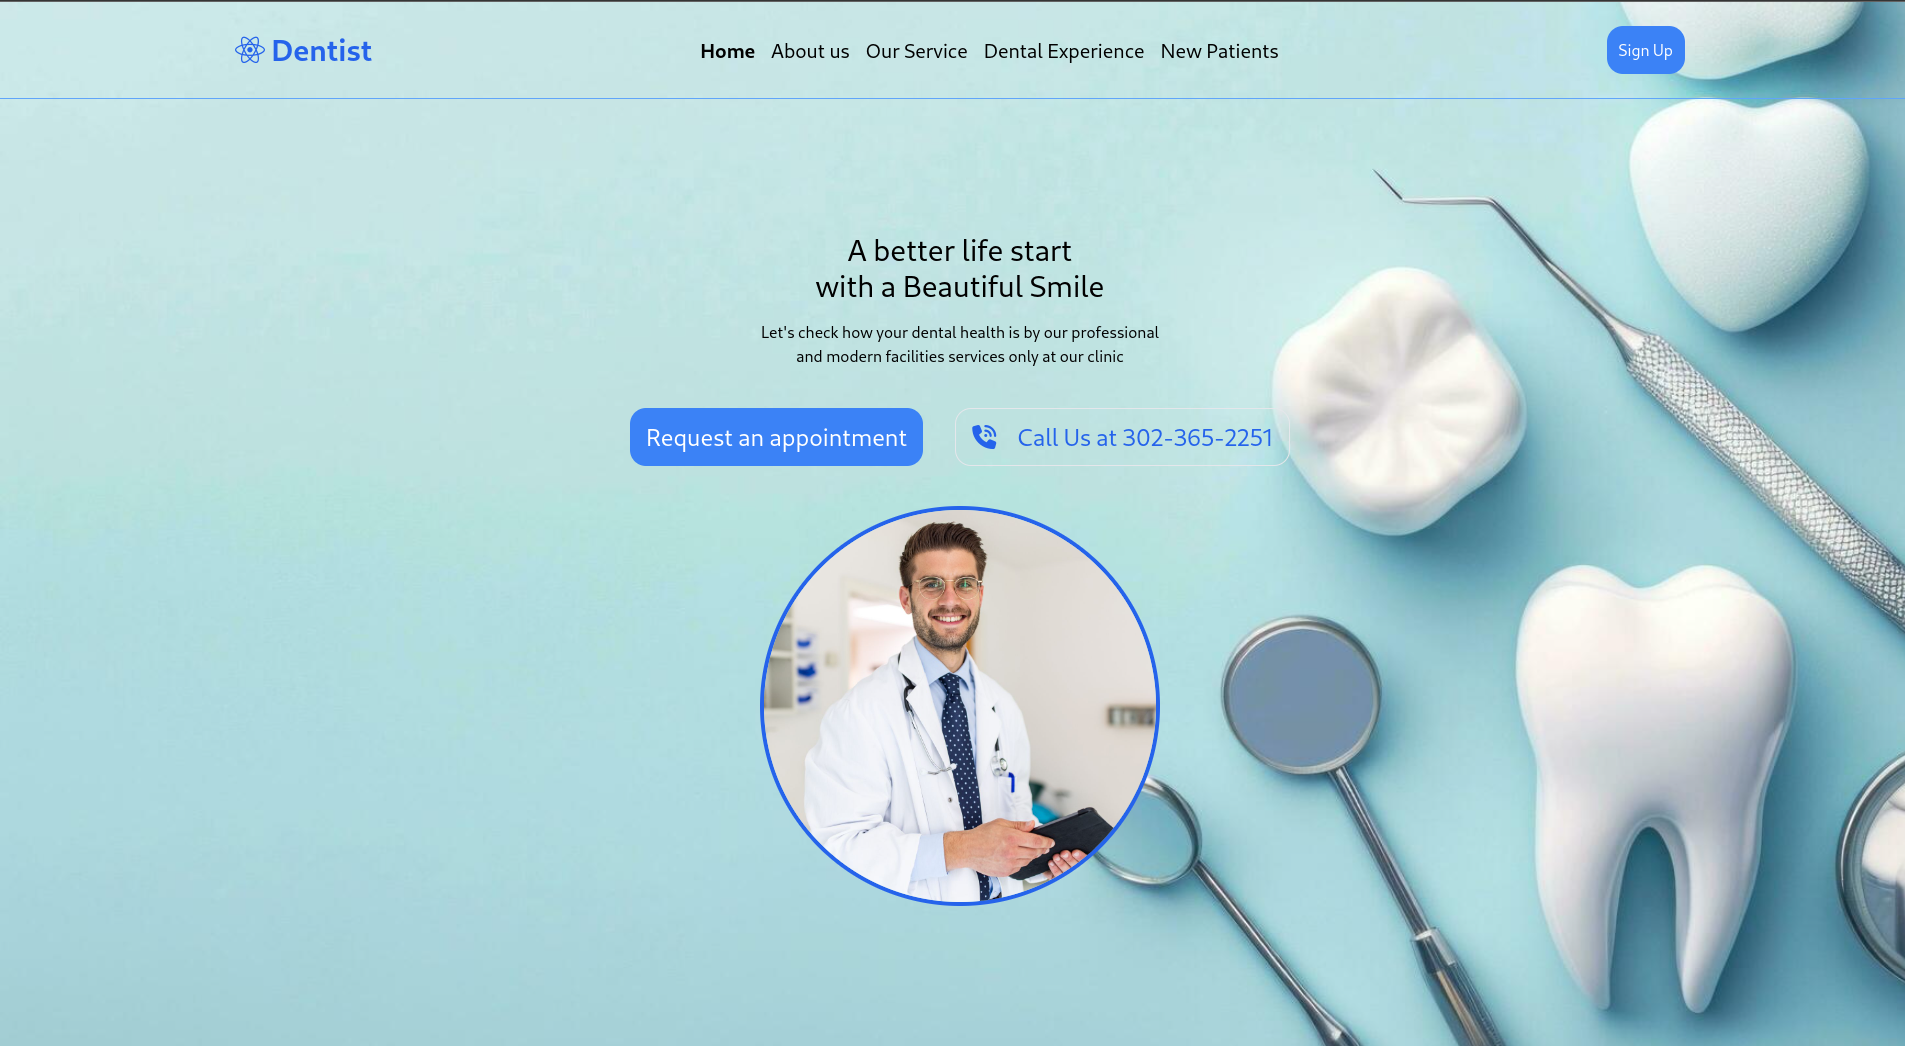 Dentist
Home About us Our Service Dental Experience New Patients
Sign Up
A better life start
with a Beautiful Smile
Let's check how your dental health is by our professional
and modern facilities services only at our clinic
Request an appointment
Call Us at 302-365-2251